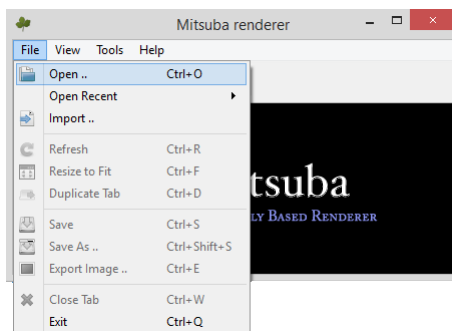 Mitsuba renderer
File View Tools Help
Open .. Ctrl+O
Open Recent
Import ..
Refresh Ctrl+R
Resize to Fit Ctrl+F
Duplicate Tab Ctrl+D
tsuba
LY BASED RENDERER
Save Ctrl+S
Save As .. Ctrl+Shift+S
Export Image .. Ctrl+E
Close Tab Ctrl+W
Exit Ctrl+Q